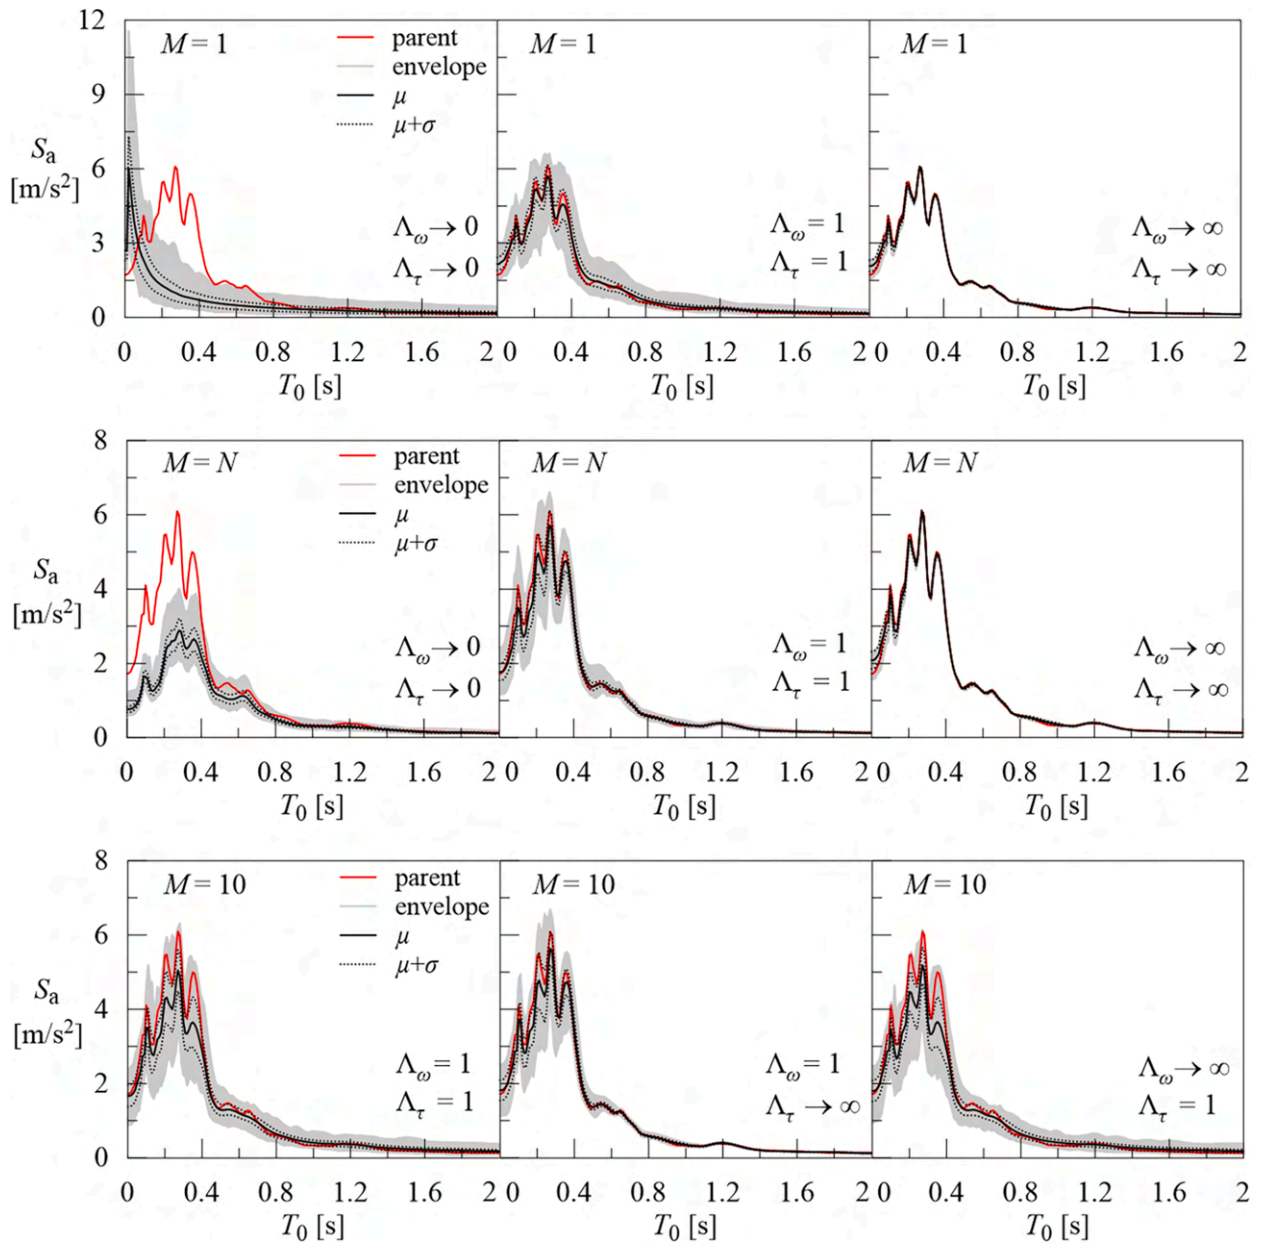 12
9
6
3
0
Sa
[m/s²]
M = 1
parent
envelope
μ
μ+σ
Λω → 0
Λτ → 0
M = 1
Λω = 1
Λτ = 1
M = 1
Λω → ∞
Λτ → ∞
0 0.4 0.8 1.2 1.6 2 0 0.4 0.8 1.2 1.6 2 0 0.4 0.8 1.2 1.6 2
T0 [s] T0 [s] T0 [s]
8
6
4
2
0
Sa
[m/s²]
M = N
parent
envelope
μ
μ+σ
Λω → 0
Λτ → 0
M = N
Λω = 1
Λτ = 1
M = N
Λω → ∞
Λτ → ∞
0 0.4 0.8 1.2 1.6 2 0 0.4 0.8 1.2 1.6 2 0 0.4 0.8 1.2 1.6 2
T0 [s] T0 [s] T0 [s]
8
6
4
2
0
Sa
[m/s²]
M = 10
parent
envelope
μ
μ+σ
Λω = 1
Λτ = 1
M = 10
Λω = 1
Λτ → ∞
M = 10
Λω → ∞
Λτ = 1
0 0.4 0.8 1.2 1.6 2 0 0.4 0.8 1.2 1.6 2 0 0.4 0.8 1.2 1.6 2
T0 [s] T0 [s] T0 [s]